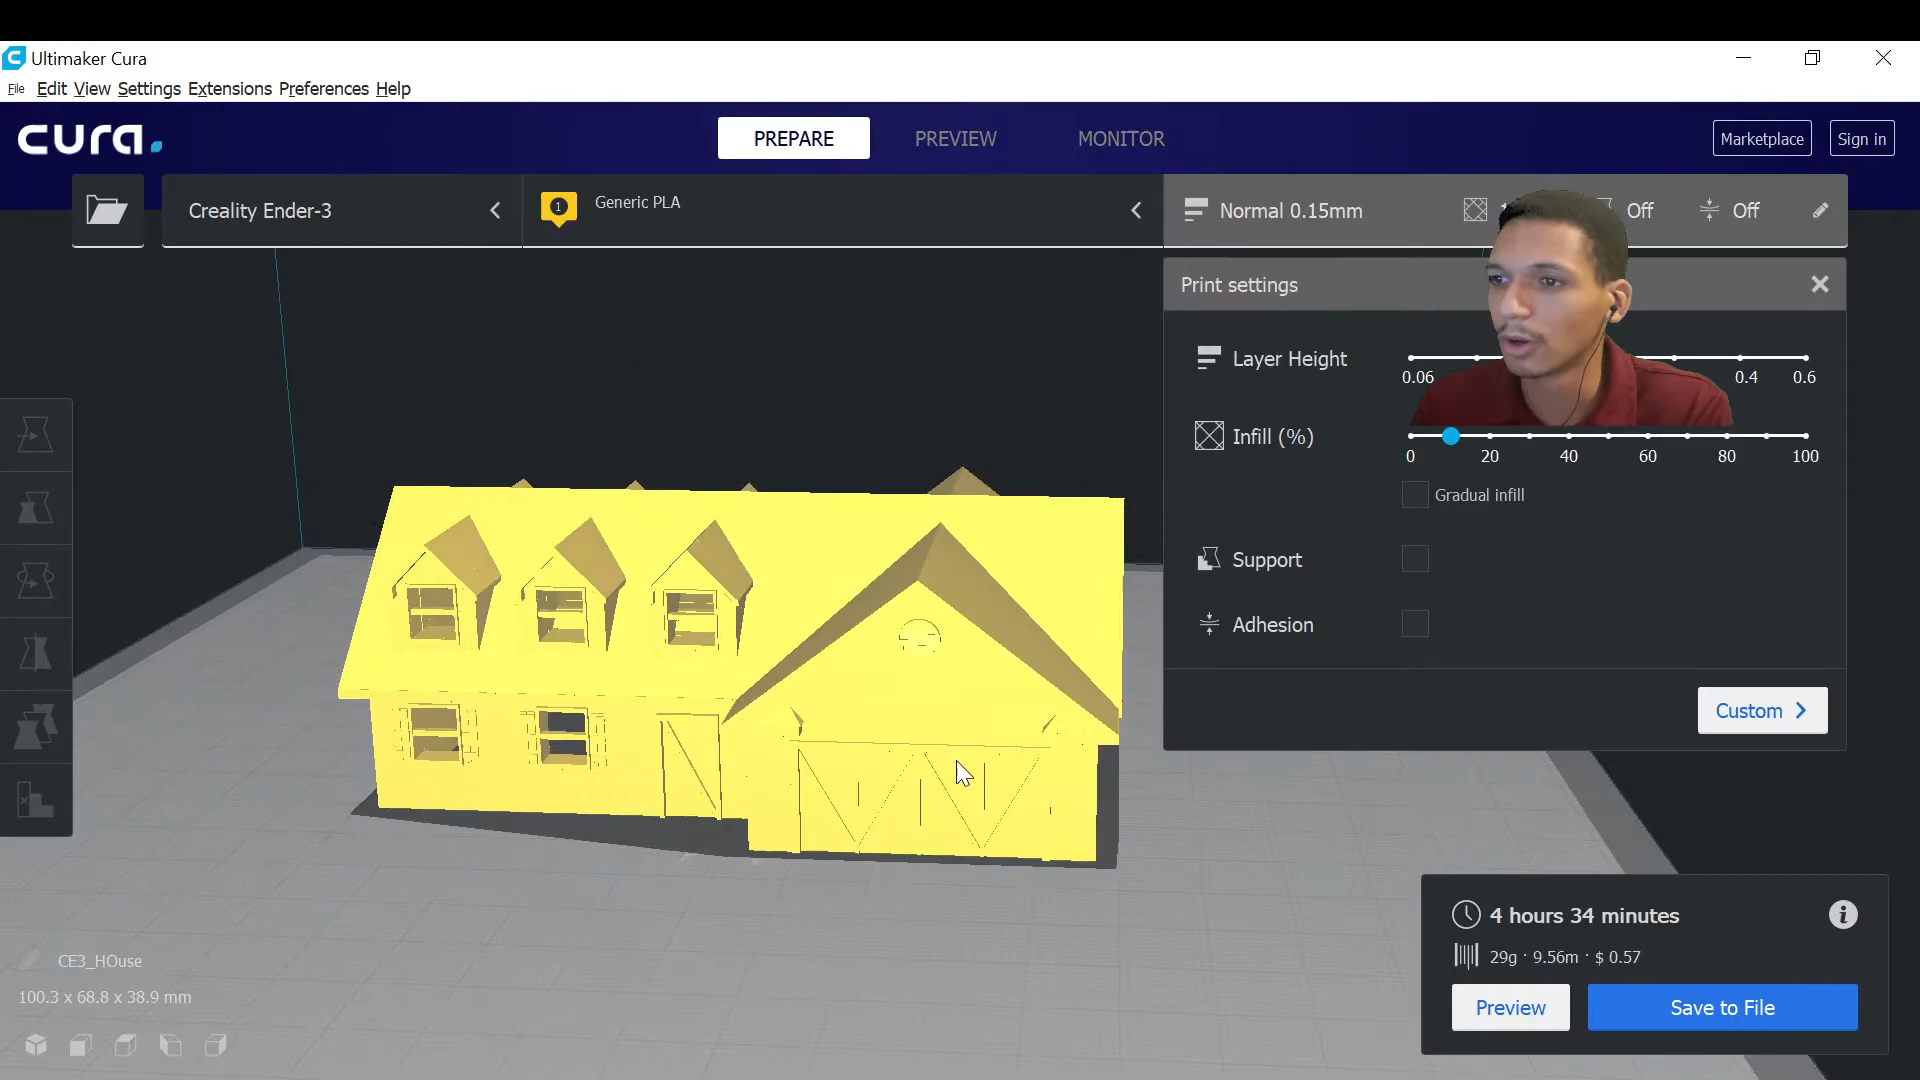 Ultimaker Cura
File Edit View Settings Extensions Preferences Help
cura.
PREPARE PREVIEW MONITOR
Marketplace Sign in
Creality Ender-3
1 Generic PLA
Normal 0.15mm Off Off
Print settings
Layer Height
0.06 0.4 0.6
Infill (%)
0 20 40 60 80 100
Gradual infill
Support
Adhesion
Custom
4 hours 34 minutes
29g · 9.56m · $ 0.57
Preview Save to File
CE3_HOuse
100.3 x 68.8 x 38.9 mm